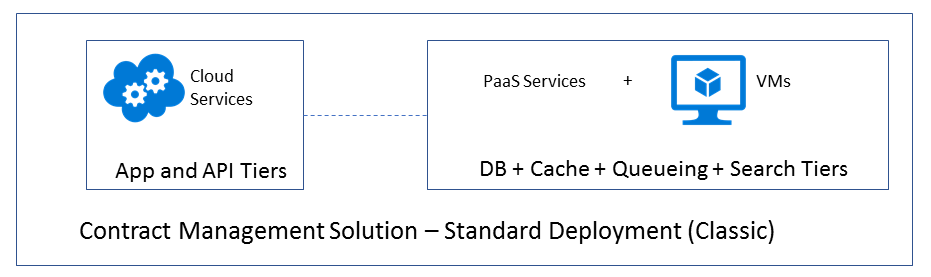 Cloud
Services
App and API Tiers
PaaS Services + VMs
DB + Cache + Queueing + Search Tiers
Contract Management Solution – Standard Deployment (Classic)